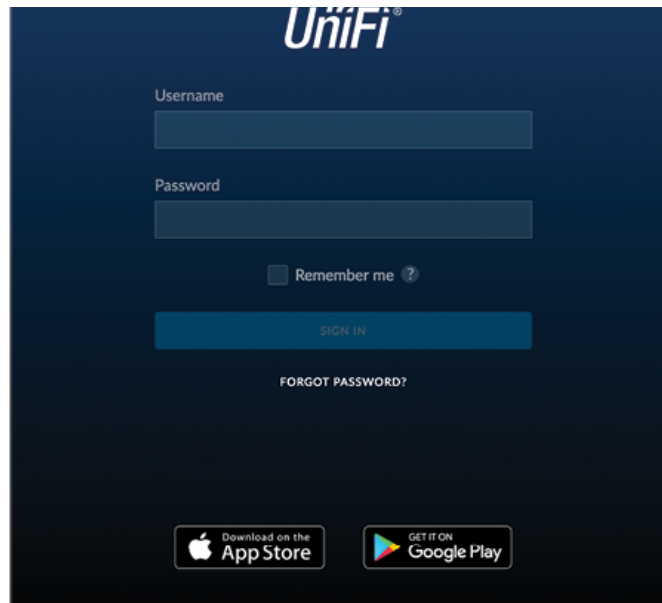 UniFi®
Username
Password
Remember me ?
SIGN IN
FORGOT PASSWORD?
Download on the
App Store
GET IT ON
Google Play